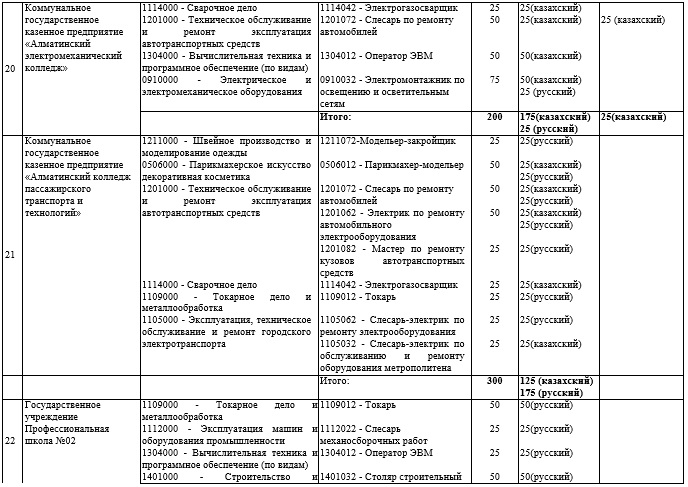 20
Коммунальное
государственное
казенное предприятие
«Алматинский
электромеханический
колледж»
1114000 - Сварочное дело
1114042 - Электрогазосварщик
25
25(казахский)
1201000 - Техническое обслуживание
и ремонт эксплуатация
автотранспортных средств
1201072 - Слесарь по ремонту
автомобилей
50
25(казахский)
25 (казахский)
1304000 - Вычислительная техника и
программное обеспечение (по видам)
1304012 - Оператор ЭВМ
50
50(казахский)
0910000 - Электрическое и
электромеханическое оборудования
0910032 - Электромонтажник по
освещению и осветительным
сетям
75
50(казахский)
25 (русский)
Итого:
200
175(казахский)
25 (русский)
25(казахский)
21
Коммунальное
государственное
казенное предприятие
«Алматинский колледж
пассажирского
транспорта и
технологий»
1211000 - Швейное производство и
моделирование одежды
1211072-Модельер-закройщик
25
25(русский)
0506000 - Парикмахерское искусство
декоративная косметика
0506012 - Парикмахер-модельер
50
25(казахский)
25(русский)
1201000 - Техническое обслуживание
и ремонт эксплуатация
автотранспортных средств
1201072 - Слесарь по ремонту
автомобилей
50
25(казахский)
25(русский)
1201062 - Электрик по ремонту
автомобильного
электрооборудования
50
25(казахский)
25(русский)
1201082 - Мастер по ремонту
кузовов автотранспортных
средств
25
25(русский)
1114000 - Сварочное дело
1114042 - Электрогазосварщик
25
25(казахский)
1109000 - Токарное дело и
металлообработка
1109012 - Токарь
25
25(русский)
1105000 - Эксплуатация, техническое
обслуживание и ремонт городского
электротранспорта
1105062 - Слесарь-электрик по
ремонту электрооборудования
25
25(русский)
1105032 - Слесарь-электрик по
обслуживанию и ремонту
оборудования метрополитена
25
25(казахский)
Итого:
300
125 (казахский)
175 (русский)
22
Государственное
учреждение
Профессиональная
школа №02
1109000 - Токарное дело и
металлообработка
1109012 - Токарь
50
50(русский)
1112000 - Эксплуатация машин и
оборудования промышленности
1112022 - Слесарь
механосборочных работ
25
25(русский)
1304000 - Вычислительная техника и
программное обеспечение (по видам)
1304012 - Оператор ЭВМ
25
25(русский)
1401000 - Строительство и
1401032 - Столяр строительный
50
50(русский)